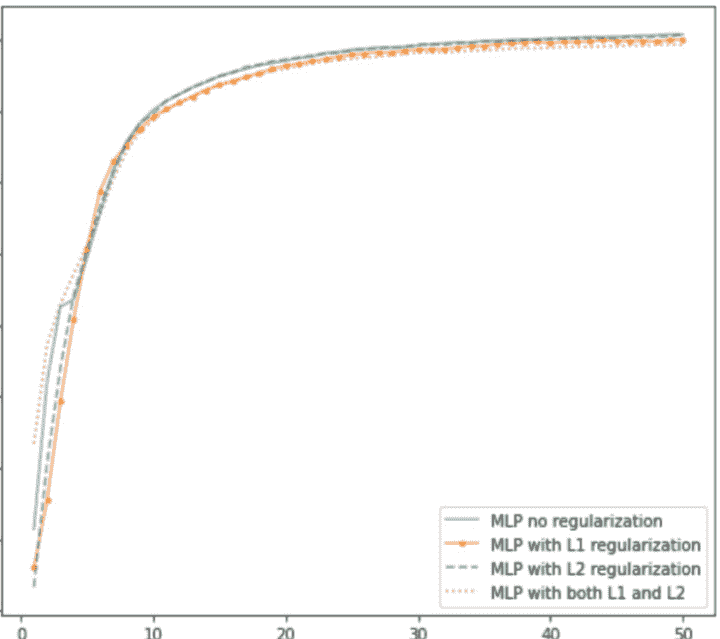 MLP no regularization
MLP with L1 regularization
MLP with L2 regularization
MLP with both L1 and L2
0 10 20 30 40 50